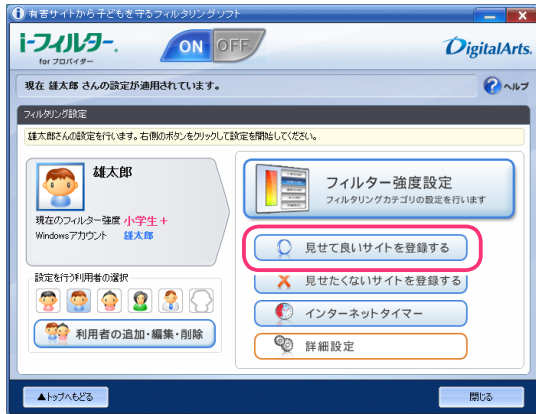 有害サイトから子どもを守るフィルタリングソフト
i-フィルター®
for プロバイダー
ON OFF
DigitalArts.
現在 雄太郎 さんの設定が適用されています。
ヘルプ
フィルタリング設定
雄太郎さんの設定を行います。右側のボタンをクリックして設定を開始してください。
雄太郎
現在のフィルター強度 小学生+
Windowsアカウント 雄太郎
設定を行う利用者の選択
利用者の追加・編集・削除
フィルター強度設定
フィルタリングカテゴリの設定を行います
見せて良いサイトを登録する
見せたくないサイトを登録する
インターネットタイマー
詳細設定
▲トップへもどる
閉じる